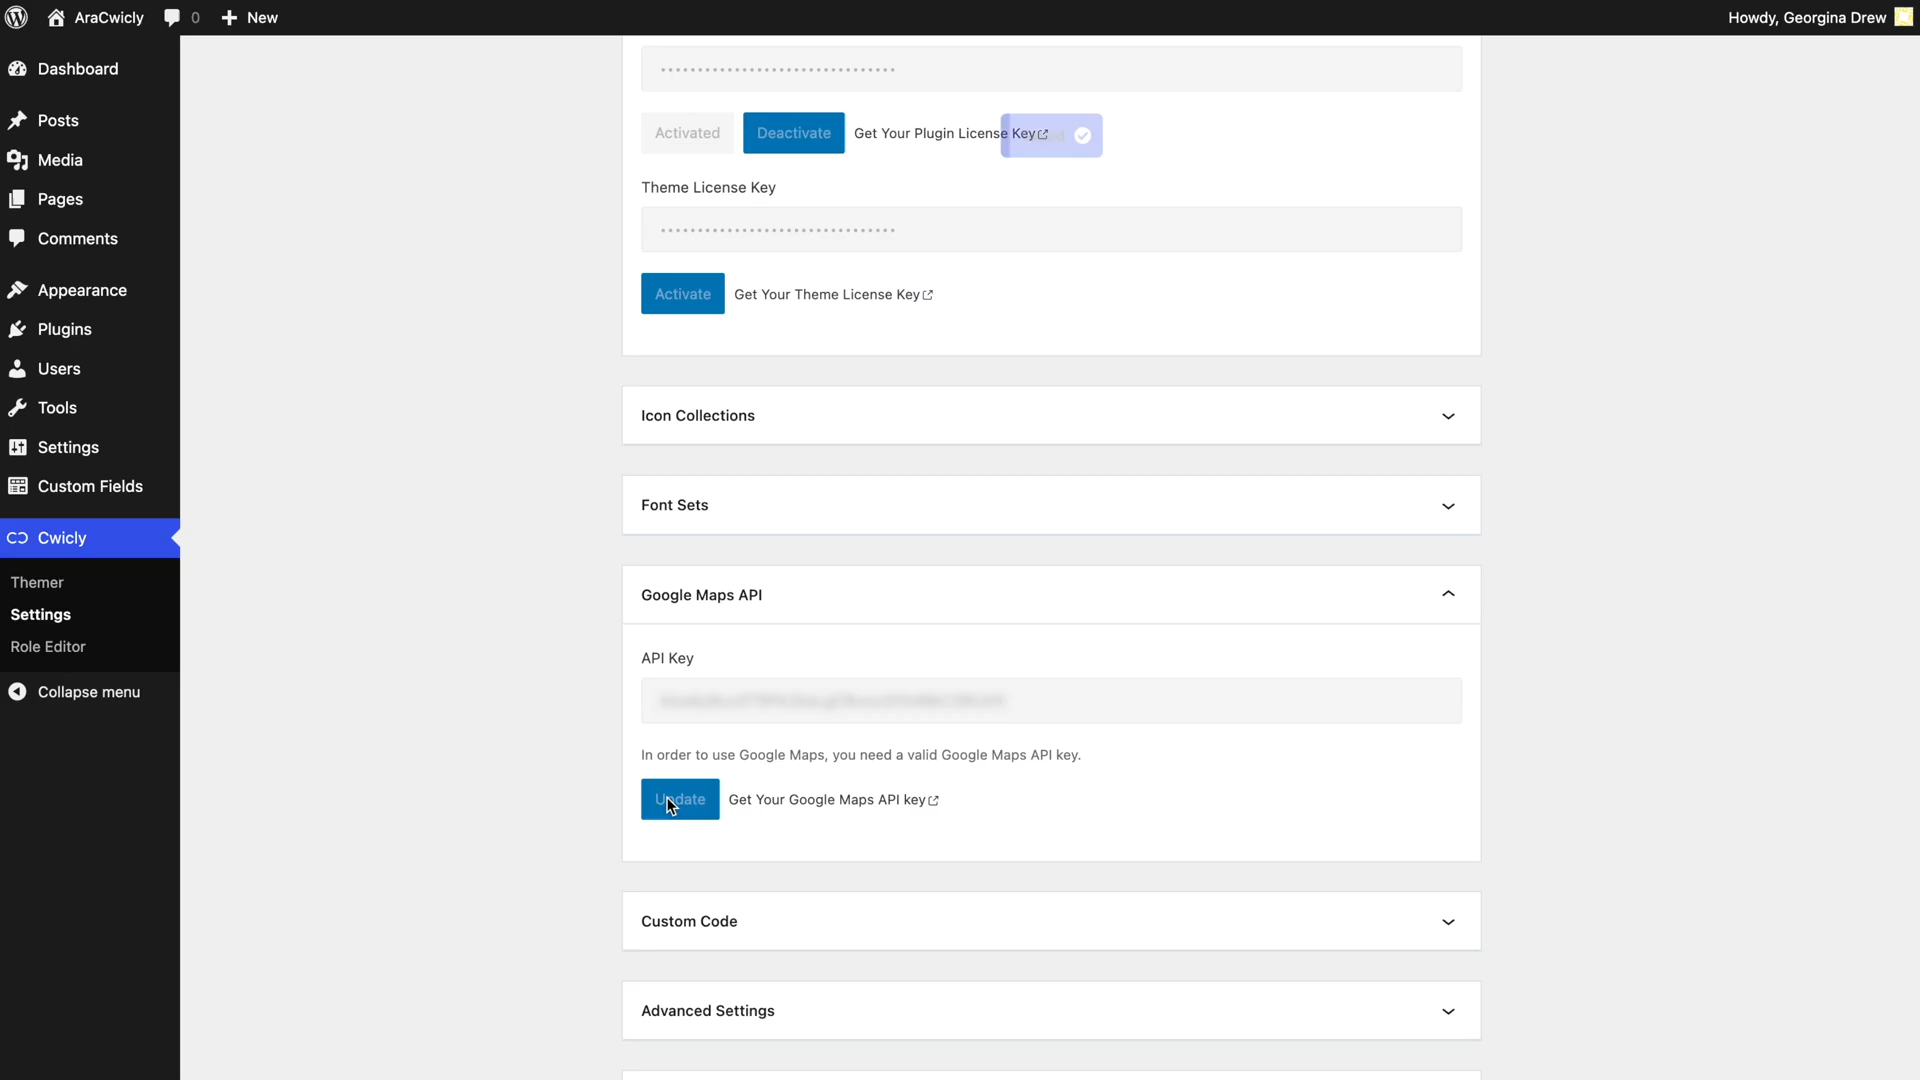 AraCwicly
0
New
Howdy, Georgina Drew
Dashboard
Posts
Media
Pages
Comments
Appearance
Plugins
Users
Tools
Settings
Custom Fields
Cwicly
Themer
Settings
Role Editor
Collapse menu
Activated
Deactivate
Get Your Plugin License Key
Theme License Key
Activate
Get Your Theme License Key
Icon Collections
Font Sets
Google Maps API
API Key
In order to use Google Maps, you need a valid Google Maps API key.
Update
Get Your Google Maps API key
Custom Code
Advanced Settings